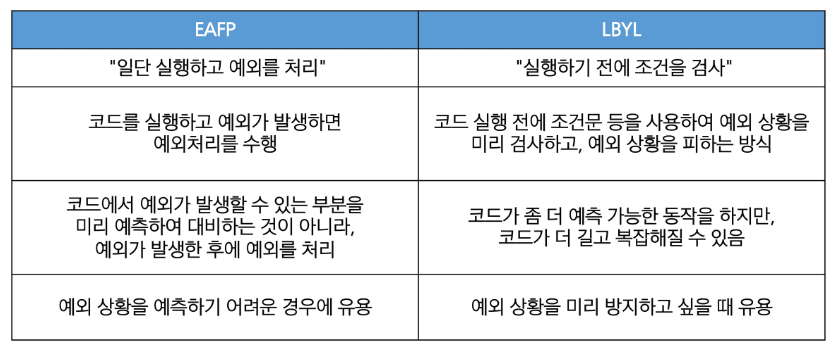 EAFP
LBYL
"일단 실행하고 예외를 처리"
"실행하기 전에 조건을 검사"
코드를 실행하고 예외가 발생하면
예외처리를 수행
코드 실행 전에 조건문 등을 사용하여 예외 상황을
미리 검사하고, 예외 상황을 피하는 방식
코드에서 예외가 발생할 수 있는 부분을
미리 예측하여 대비하는 것이 아니라,
예외가 발생한 후에 예외를 처리
코드가 좀 더 예측 가능한 동작을 하지만,
코드가 더 길고 복잡해질 수 있음
예외 상황을 예측하기 어려운 경우에 유용
예외 상황을 미리 방지하고 싶을 때 유용